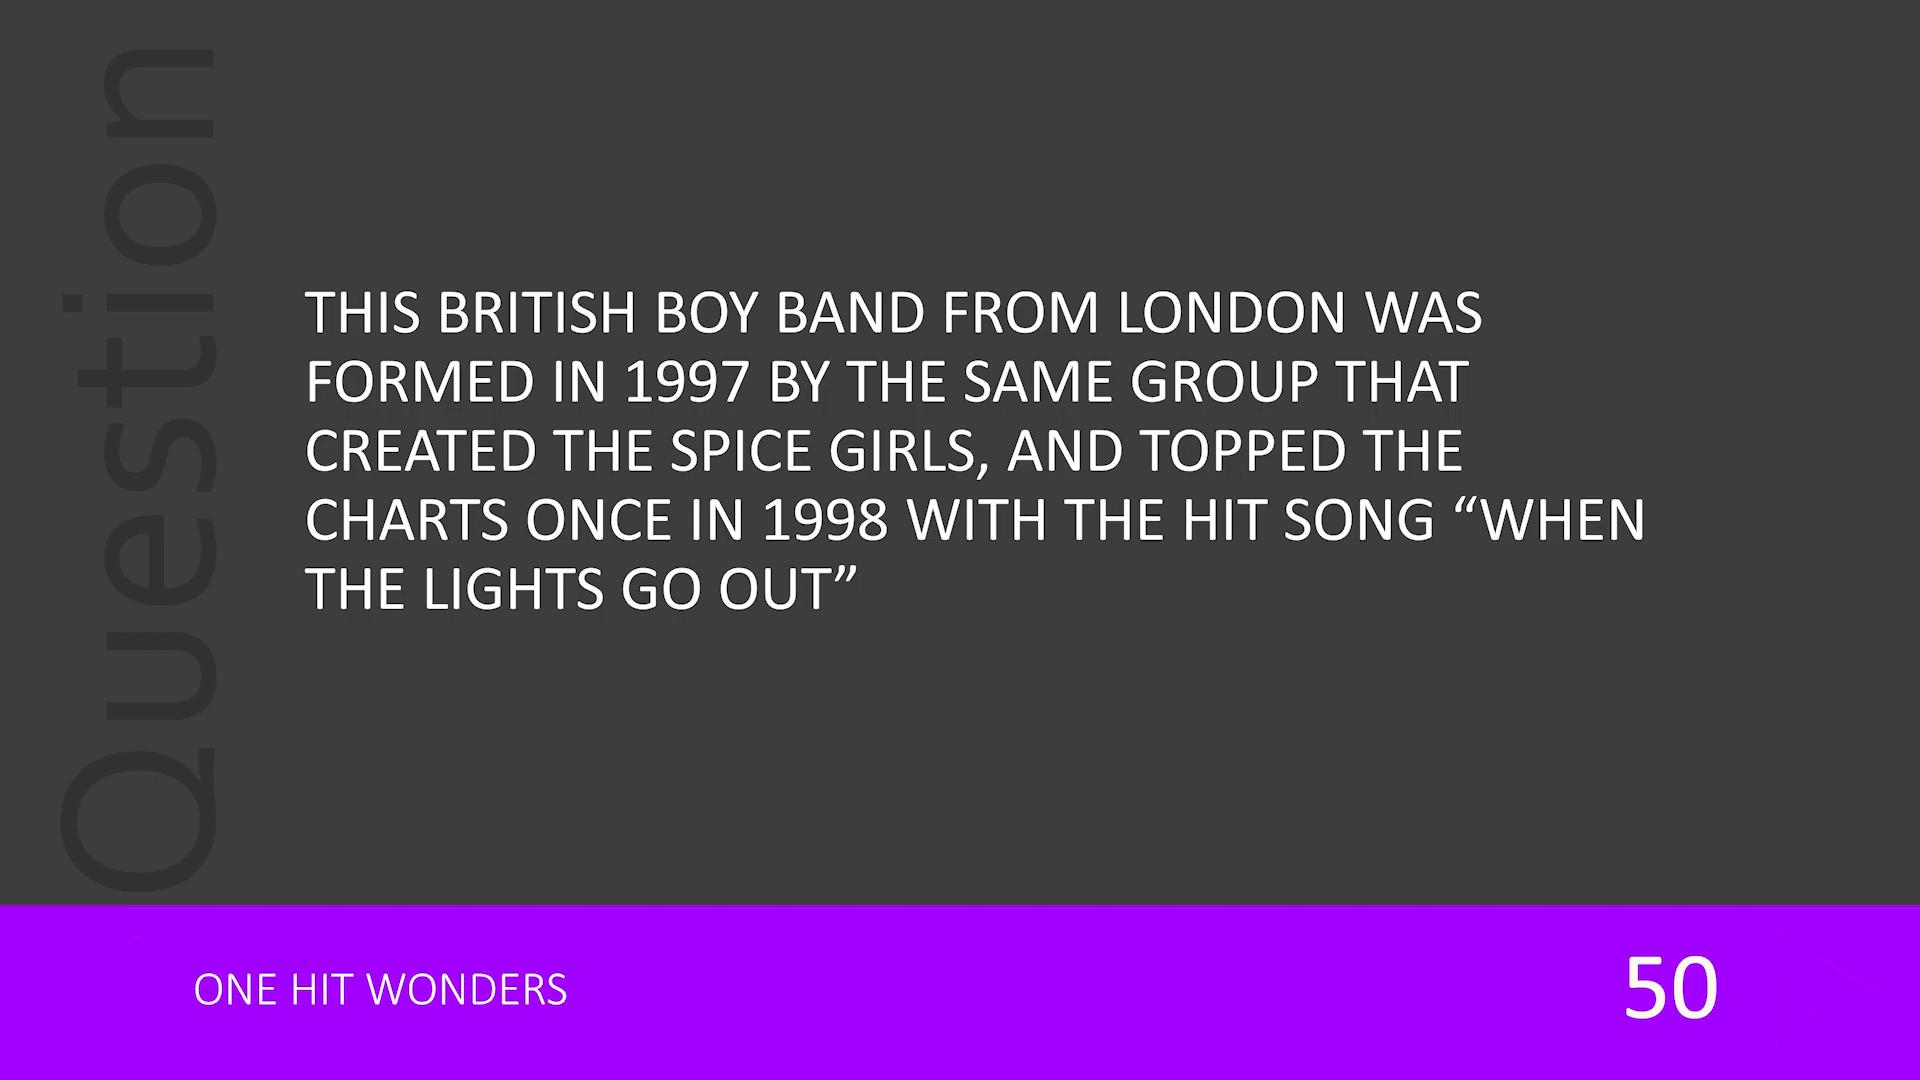 Question
THIS BRITISH BOY BAND FROM LONDON WAS
FORMED IN 1997 BY THE SAME GROUP THAT
CREATED THE SPICE GIRLS, AND TOPPED THE
CHARTS ONCE IN 1998 WITH THE HIT SONG “WHEN
THE LIGHTS GO OUT”
ONE HIT WONDERS
50